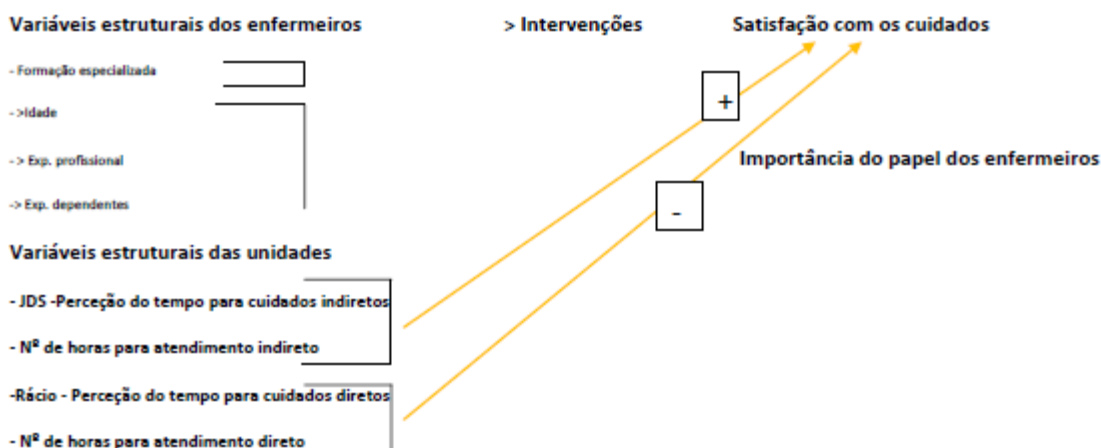 Variáveis estruturais dos enfermeiros > Intervenções Satisfação com os cuidados
- Formação especializada
- >Idade
+
- > Exp. profissional
Importância do papel dos enfermeiros
-> Exp. dependentes
-
Variáveis estruturais das unidades
- JDS -Perceção do tempo para cuidados indiretos
- Nº de horas para atendimento indireto
-Rácio - Perceção do tempo para cuidados diretos
- Nº de horas para atendimento direto